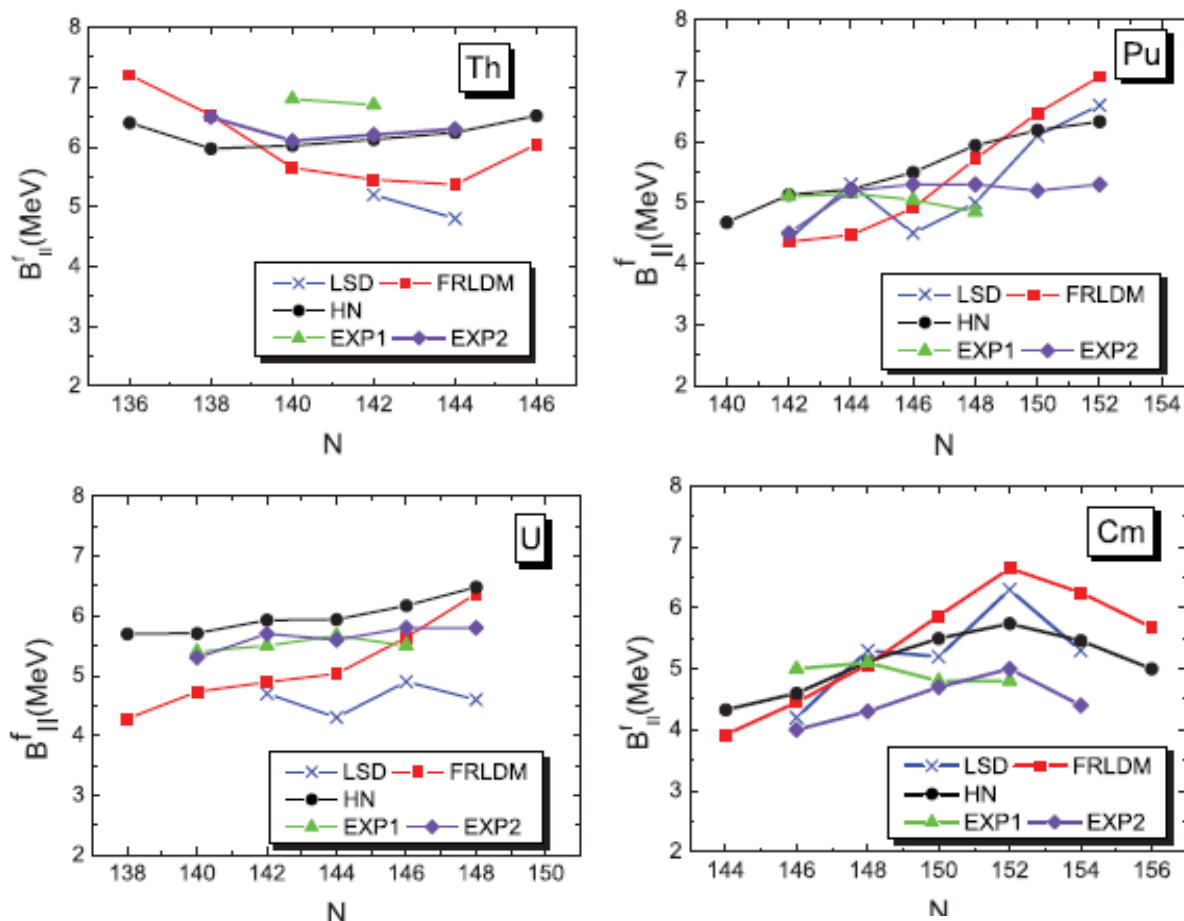 Th
8
7
6
5
4
3
2
B^f_II(MeV)
LSD FRLDM
HN
EXP1 EXP2
136 138 140 142 144 146
N
Pu
8
7
6
5
4
3
2
B^f_II(MeV)
LSD FRLDM
HN
EXP1 EXP2
140 142 144 146 148 150 152 154
N
U
8
7
6
5
4
3
2
B^f_II(MeV)
LSD FRLDM
HN
EXP1 EXP2
138 140 142 144 146 148 150
N
Cm
8
7
6
5
4
3
2
B^f_II(MeV)
LSD FRLDM
HN
EXP1 EXP2
144 146 148 150 152 154 156
N